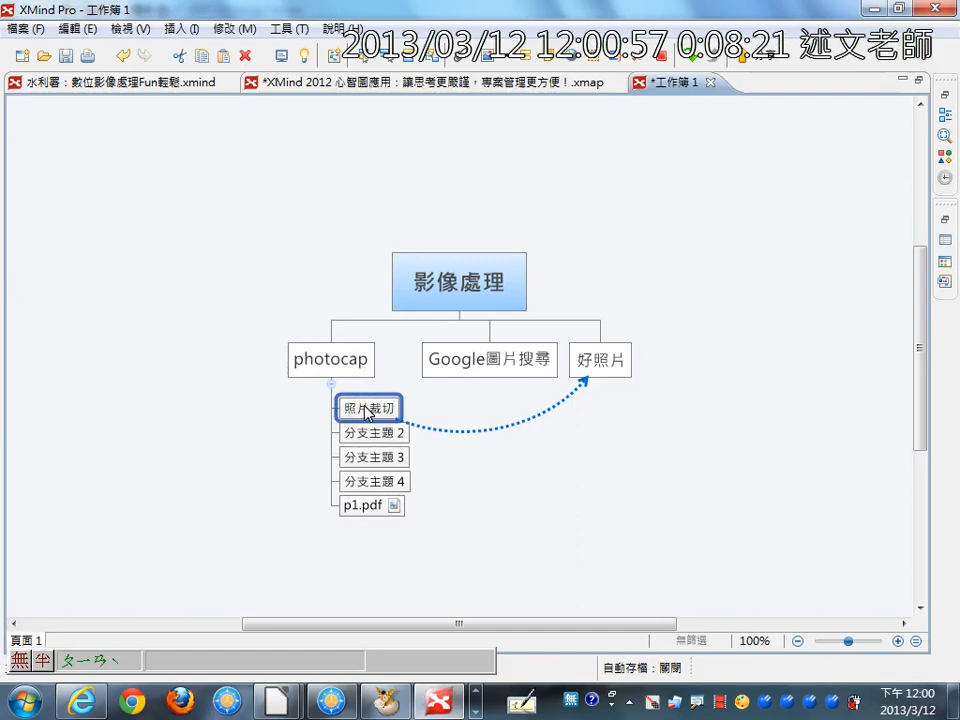 XMind Pro - 工作簿 1
檔案 (F) 編輯 (E) 檢視 (V) 插入 (I) 修改 (M) 工具 (T) 說明 (H)
2013/03/12 12:00:57 0:08:21 述文老師
水利署：數位影像處理Fun輕鬆.xmind
*XMind 2012 心智圖應用：讓思考更嚴謹，專案管理更方便！.xmap
*工作簿 1
影像處理
photocap
Google圖片搜尋
好照片
照片裁切
分支主題 2
分支主題 3
分支主題 4
p1.pdf
頁面 1
無篩選
100%
無 半 ㄆㄧㄢˋ
自動存檔：關閉
下午 12:00
2013/3/12